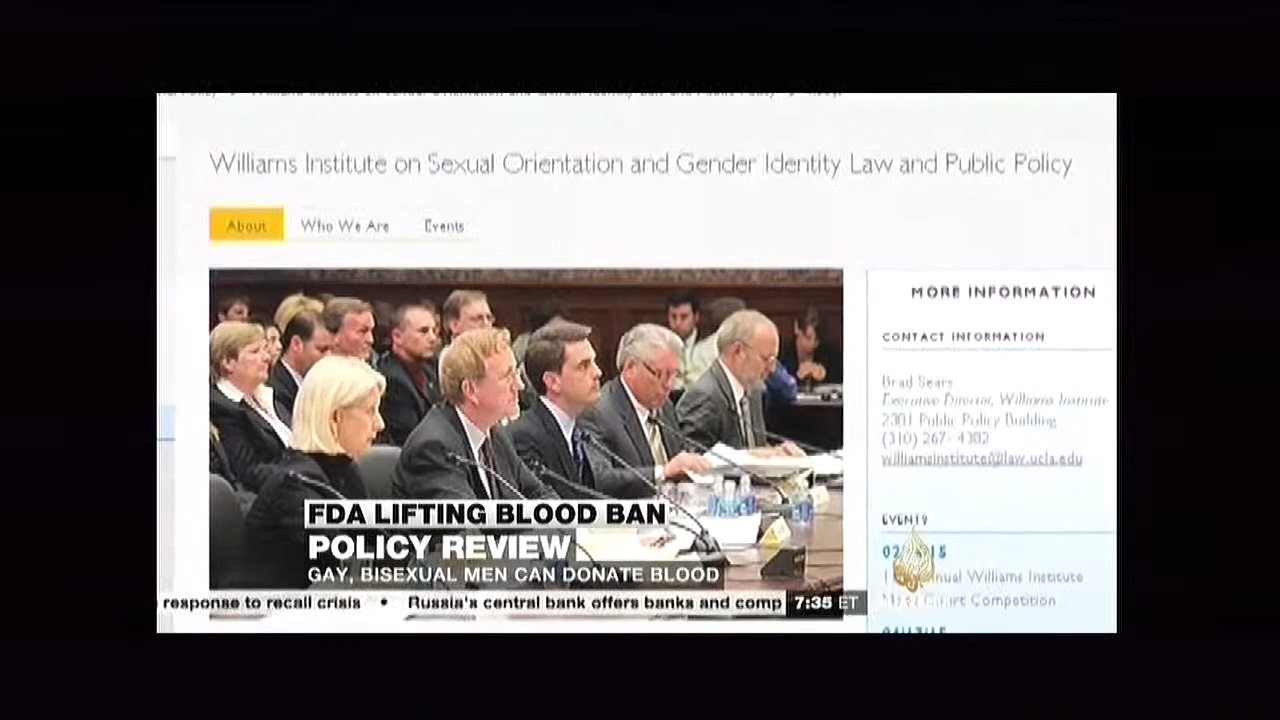 Williams Institute on Sexual Orientation and Gender Identity Law and Public Policy
About
Who We Are
Events
MORE INFORMATION
CONTACT INFORMATION
Brad Sears
Executive Director, Williams Institute
2301 Public Policy Building
(310) 267-4382
williamsinstitute@law.ucla.edu
EVENTS
Williams Institute
Competition
FDA LIFTING BLOOD BAN
POLICY REVIEW
GAY, BISEXUAL MEN CAN DONATE BLOOD
response to recall crisis • Russia's central bank offers banks and comp
7:35 ET